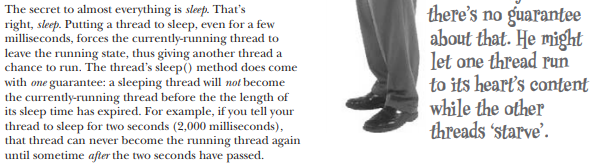 The secret to almost everything is sleep. That's
right, sleep. Putting a thread to sleep, even for a few
milliseconds, forces the currently-running thread to
leave the running state, thus giving another thread a
chance to run. The thread's sleep() method does come
with one guarantee: a sleeping thread will not become
the currently-running thread before the the length of
its sleep time has expired. For example, if you tell your
thread to sleep for two seconds (2,000 milliseconds),
that thread can never become the running thread again
until sometime after the two seconds have passed.
there's no guarantee
about that. He might
let one thread run
to its heart's content
while the other
threads 'starve'.